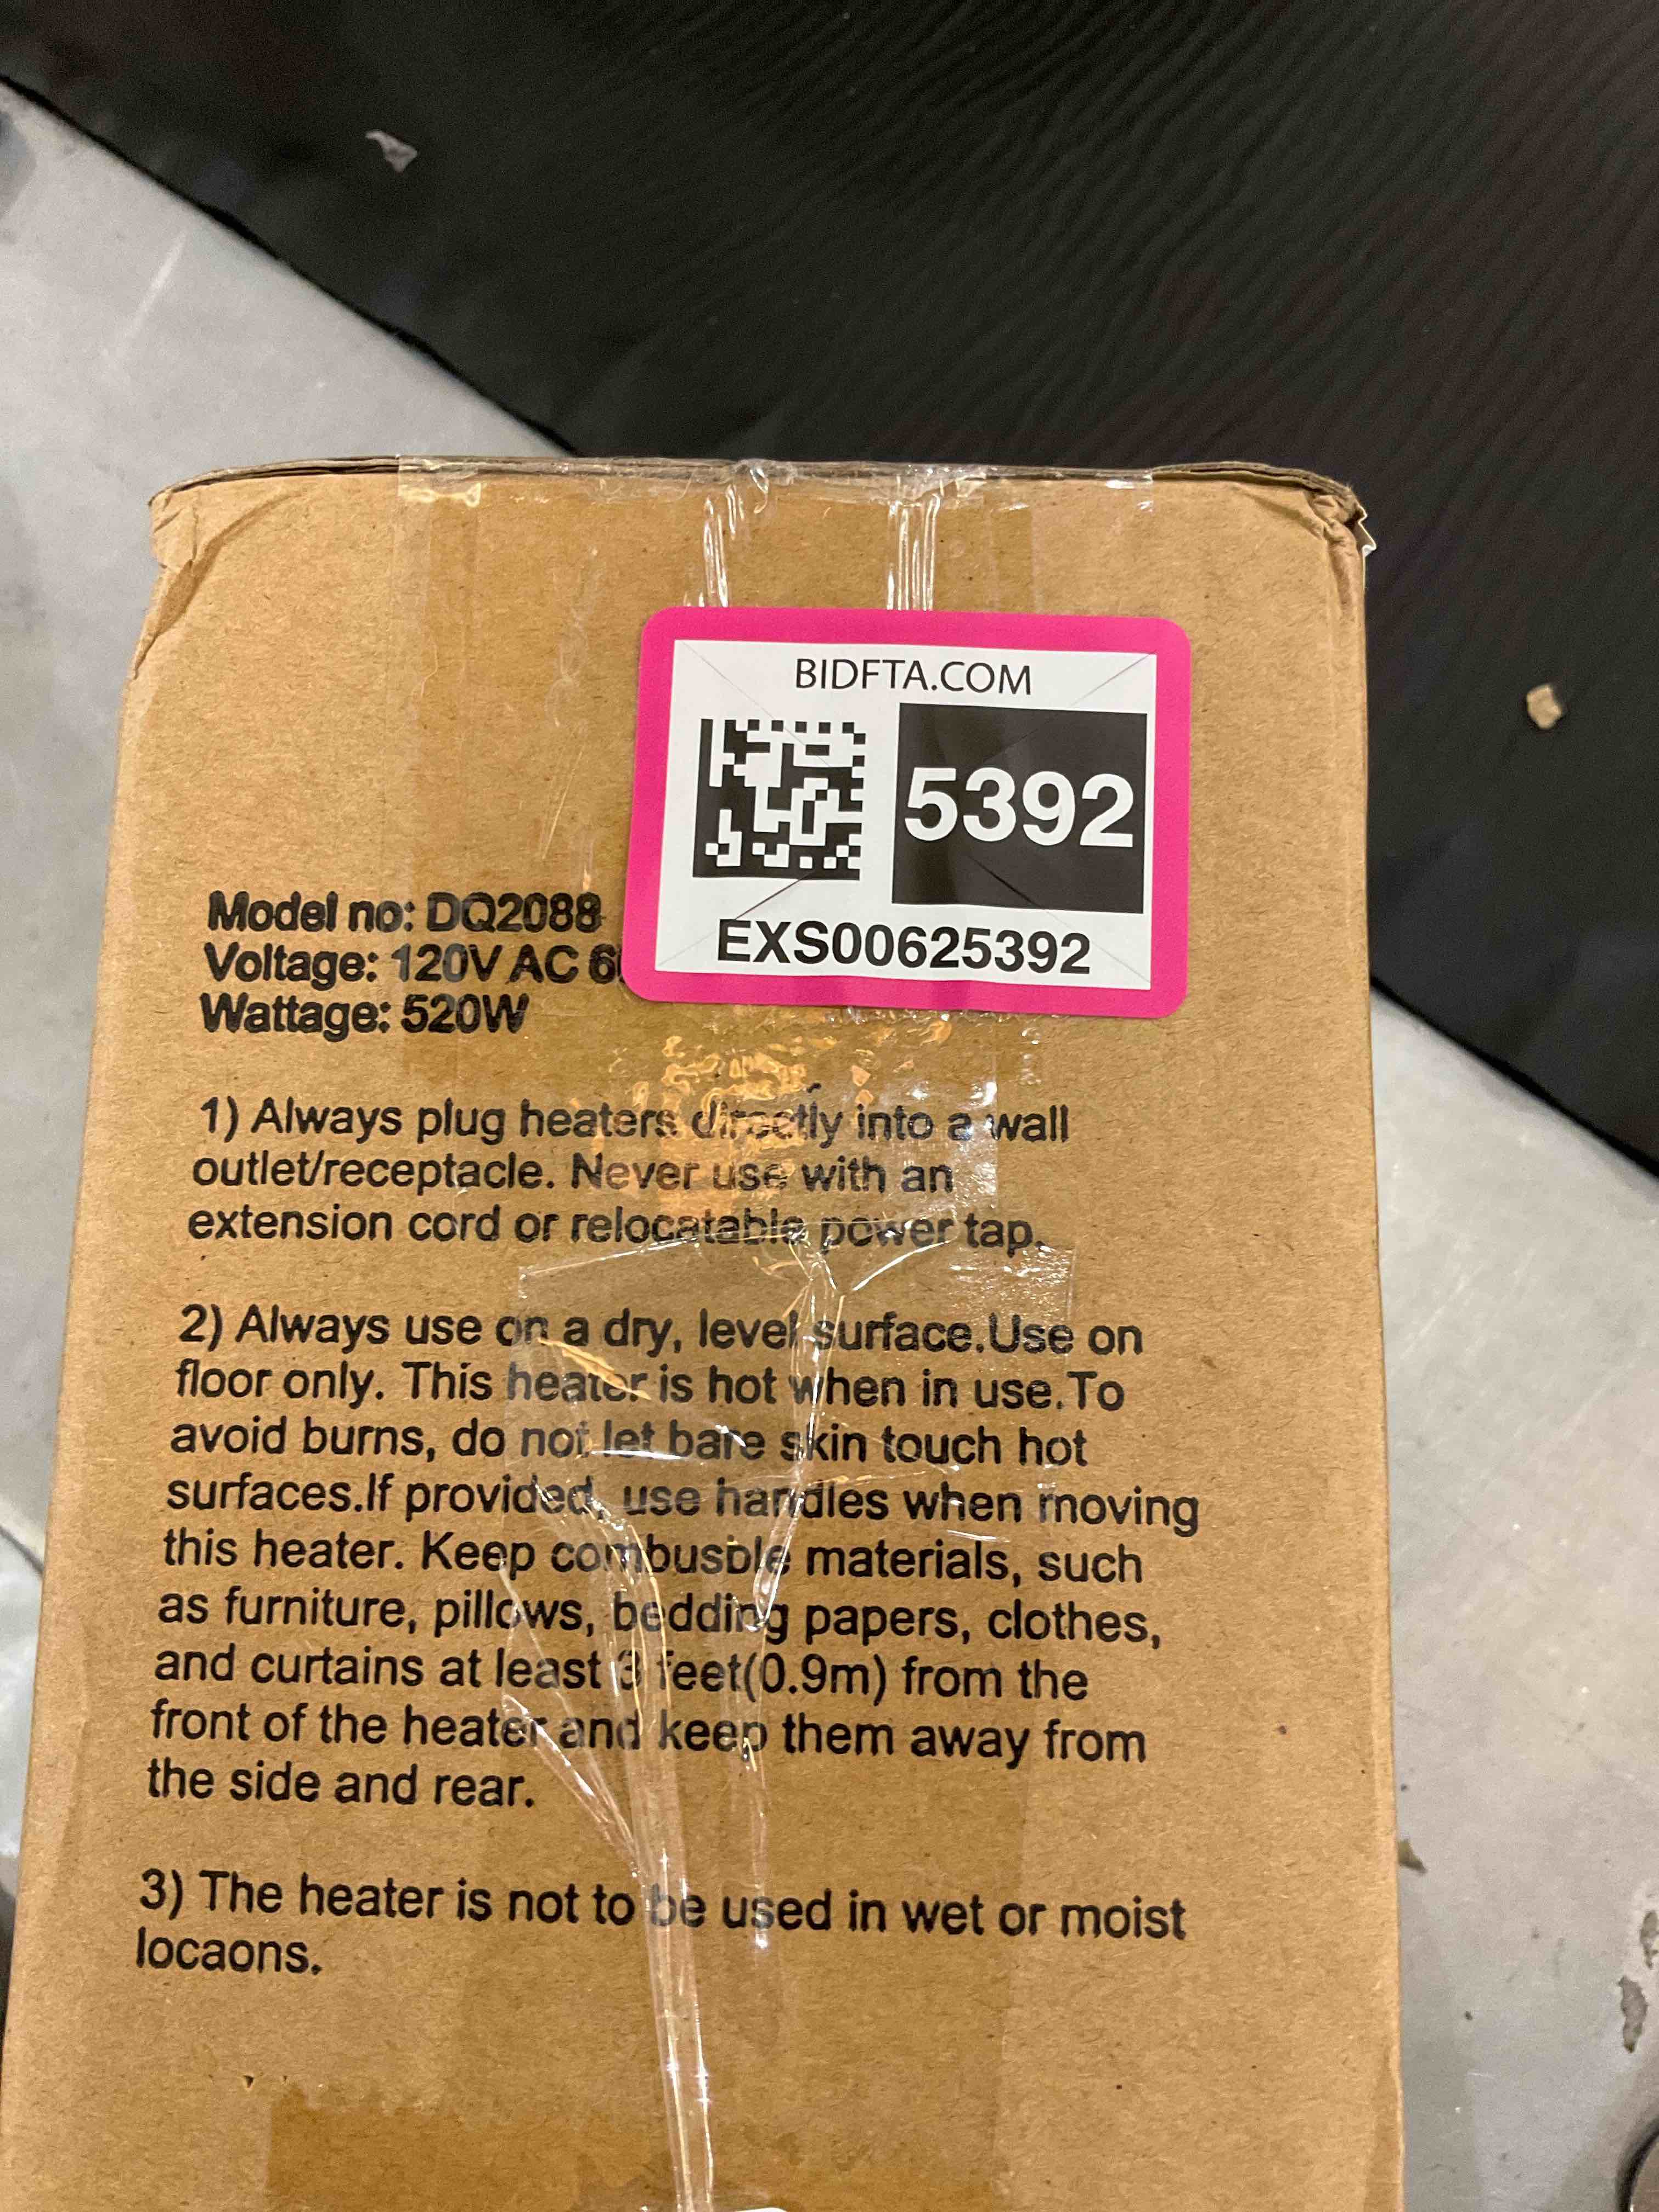 BIDFTA.COM
5392
EXS00625392
Model no: DQ2088
Voltage: 120V AC 6
Wattage: 520W
1) Always plug heaters directly into a wall
outlet/receptacle. Never use with an
extension cord or relocatable power tap.
2) Always use on a dry, level surface.Use on
floor only. This heater is hot when in use.To
avoid burns, do not let bare skin touch hot
surfaces.If provided, use handles when moving
this heater. Keep combusble materials, such
as furniture, pillows, bedding papers, clothes,
and curtains at least 3 feet(0.9m) from the
front of the heater and keep them away from
the side and rear.
3) The heater is not to be used in wet or moist
locaons.